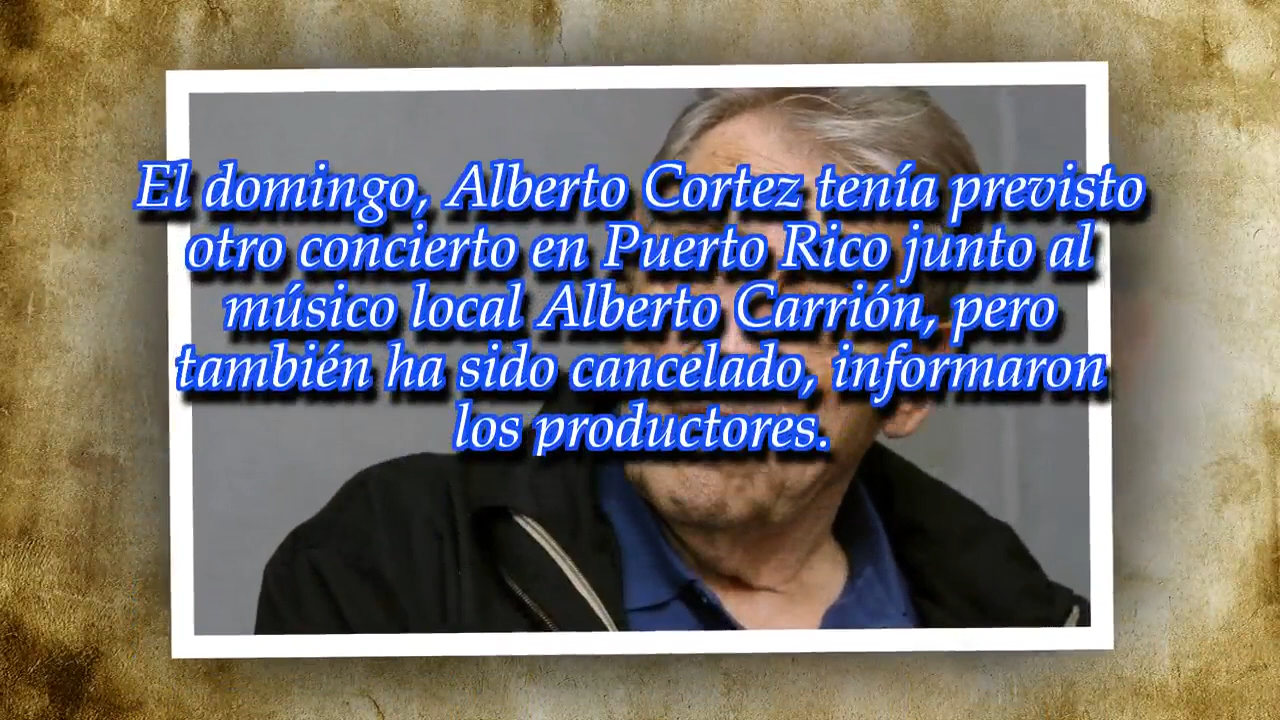 El domingo, Alberto Cortez tenía previsto
otro concierto en Puerto Rico junto al
músico local Alberto Carrión, pero
también ha sido cancelado, informaron
los productores.